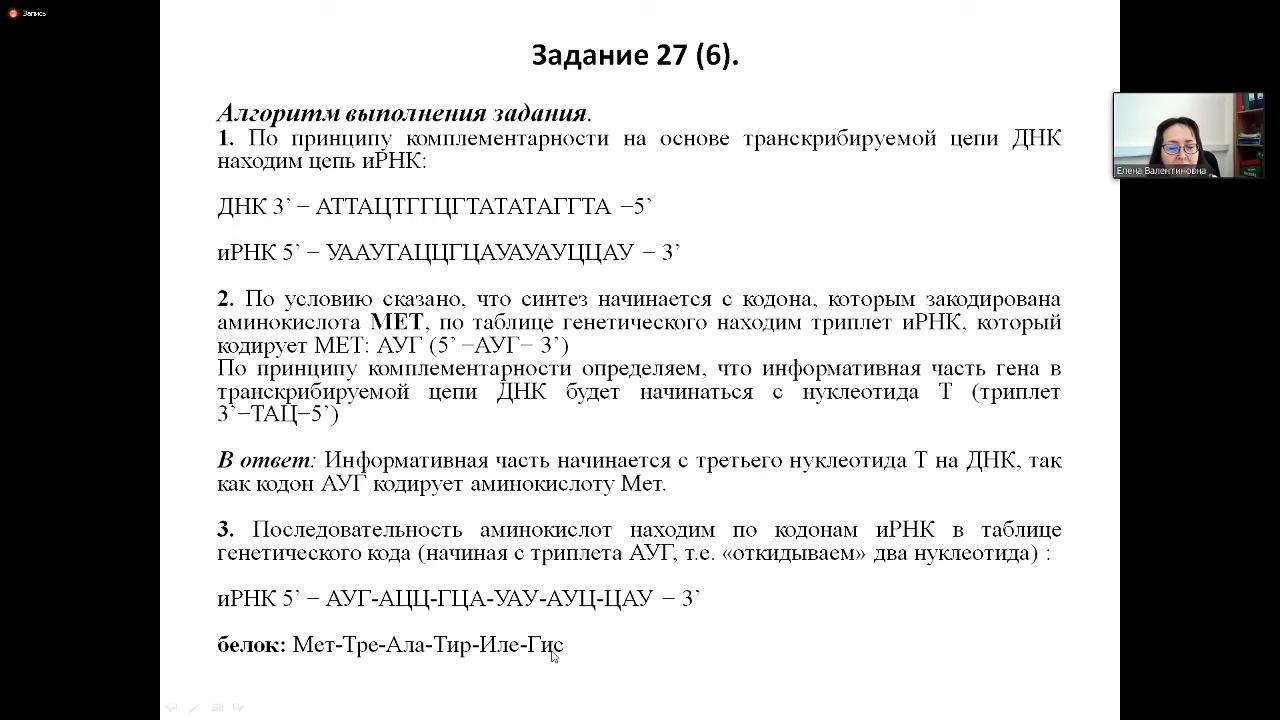 Запись
Задание 27 (6).
Алгоритм выполнения задания.
1. По принципу комплементарности на основе транскрибируемой цепи ДНК
находим цепь иРНК:
ДНК 3’ – АТТАЦТГГЦГТАТАТАГГТА –5’
иРНК 5’ – УААУГАЦЦГЦАУАУАУЦЦАУ – 3’
2. По условию сказано, что синтез начинается с кодона, которым закодирована
аминокислота МЕТ, по таблице генетического находим триплет иРНК, который
кодирует МЕТ: АУГ (5’ –АУГ– 3’)
По принципу комплементарности определяем, что информативная часть гена в
транскрибируемой цепи ДНК будет начинаться с нуклеотида Т (триплет
3’–ТАЦ–5’)
В ответ: Информативная часть начинается с третьего нуклеотида Т на ДНК, так
как кодон АУГ кодирует аминокислоту Мет.
3. Последовательность аминокислот находим по кодонам иРНК в таблице
генетического кода (начиная с триплета АУГ, т.е. «откидываем» два нуклеотида) :
иРНК 5’ – АУГ-АЦЦ-ГЦА-УАУ-АУЦ-ЦАУ – 3’
белок: Мет-Тре-Ала-Тир-Иле-Гис
Елена Валентиновна